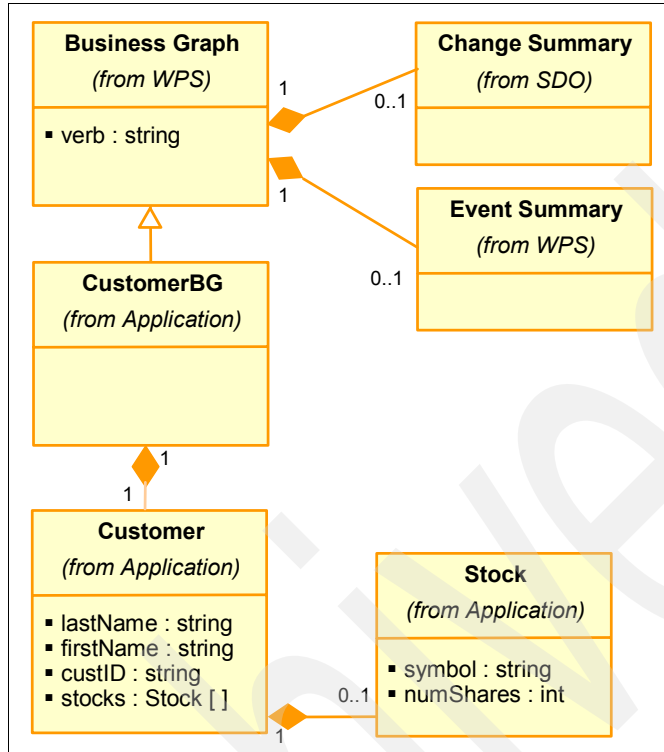 Business Graph
(from WPS)
▪ verb : string
1
0..1
Change Summary
(from SDO)
1
0..1
Event Summary
(from WPS)
CustomerBG
(from Application)
1
1
Customer
(from Application)
▪ lastName : string
▪ firstName : string
▪ custID : string
▪ stocks : Stock [ ]
1
0..1
Stock
(from Application)
▪ symbol : string
▪ numShares : int